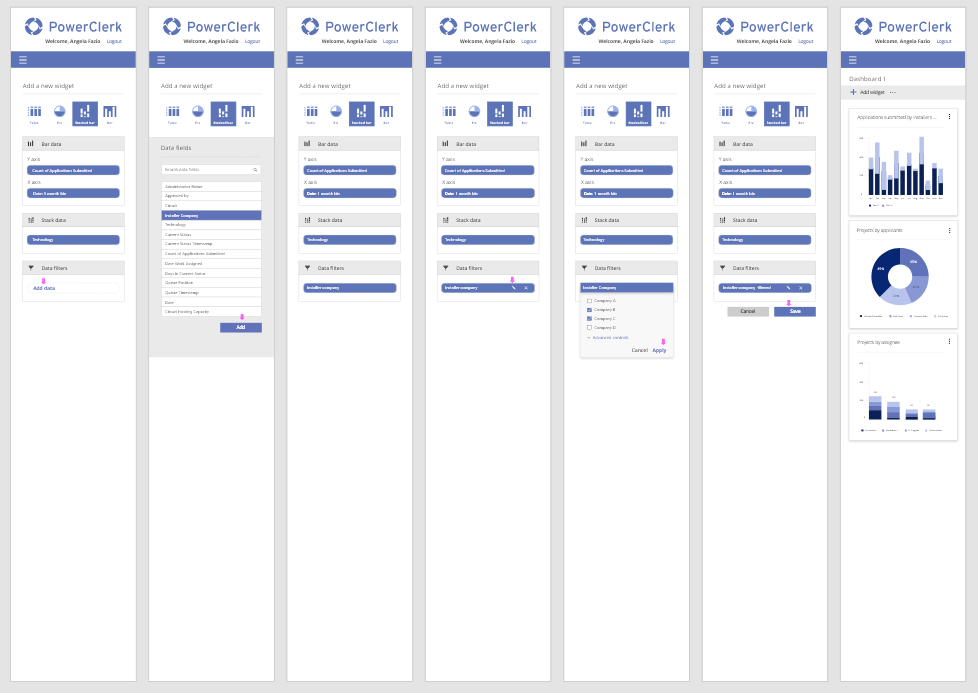 PowerClerk
Welcome, Angela Fazio Logout
Add a new widget
Table Pie Stacked bar Bar
Bar data
Y axis
Count of Applications Submitted
X axis
Date: 1 month bin
Stack data
Technology
Data filters
Add data
PowerClerk
Welcome, Angela Fazio Logout
Add a new widget
Table Pie Stacked bar Bar
Data fields
Search data fields
Administrator Name
Approved by
Circuit
Installer Company
Technology
Current Status
Current Status Timestamp
Count of Applications Submitted
Date Work Assigned
Days in Current Status
Queue Position
Queue Timestamp
Date
Circuit Hosting Capacity
Add
PowerClerk
Welcome, Angela Fazio Logout
Add a new widget
Table Pie Stacked bar Bar
Bar data
Y axis
Count of Applications Submitted
X axis
Date: 1 month bin
Stack data
Technology
Data filters
Installer company
PowerClerk
Welcome, Angela Fazio Logout
Add a new widget
Table Pie Stacked bar Bar
Bar data
Y axis
Count of Applications Submitted
X axis
Date: 1 month bin
Stack data
Technology
Data filters
Installer company
PowerClerk
Welcome, Angela Fazio Logout
Add a new widget
Table Pie Stacked bar Bar
Bar data
Y axis
Count of Applications Submitted
X axis
Date: 1 month bin
Stack data
Technology
Data filters
Installer Company
Company A
Company B
Company C
Company D
Advanced controls
Cancel Apply
PowerClerk
Welcome, Angela Fazio Logout
Add a new widget
Table Pie Stacked bar Bar
Bar data
Y axis
Count of Applications Submitted
X axis
Date: 1 month bin
Stack data
Technology
Data filters
Installer company filtered
Cancel Save
PowerClerk
Welcome, Angela Fazio Logout
Dashboard 1
Add widget ...
Applications submitted by installers ...
Projects by applicants
Projects by assignee